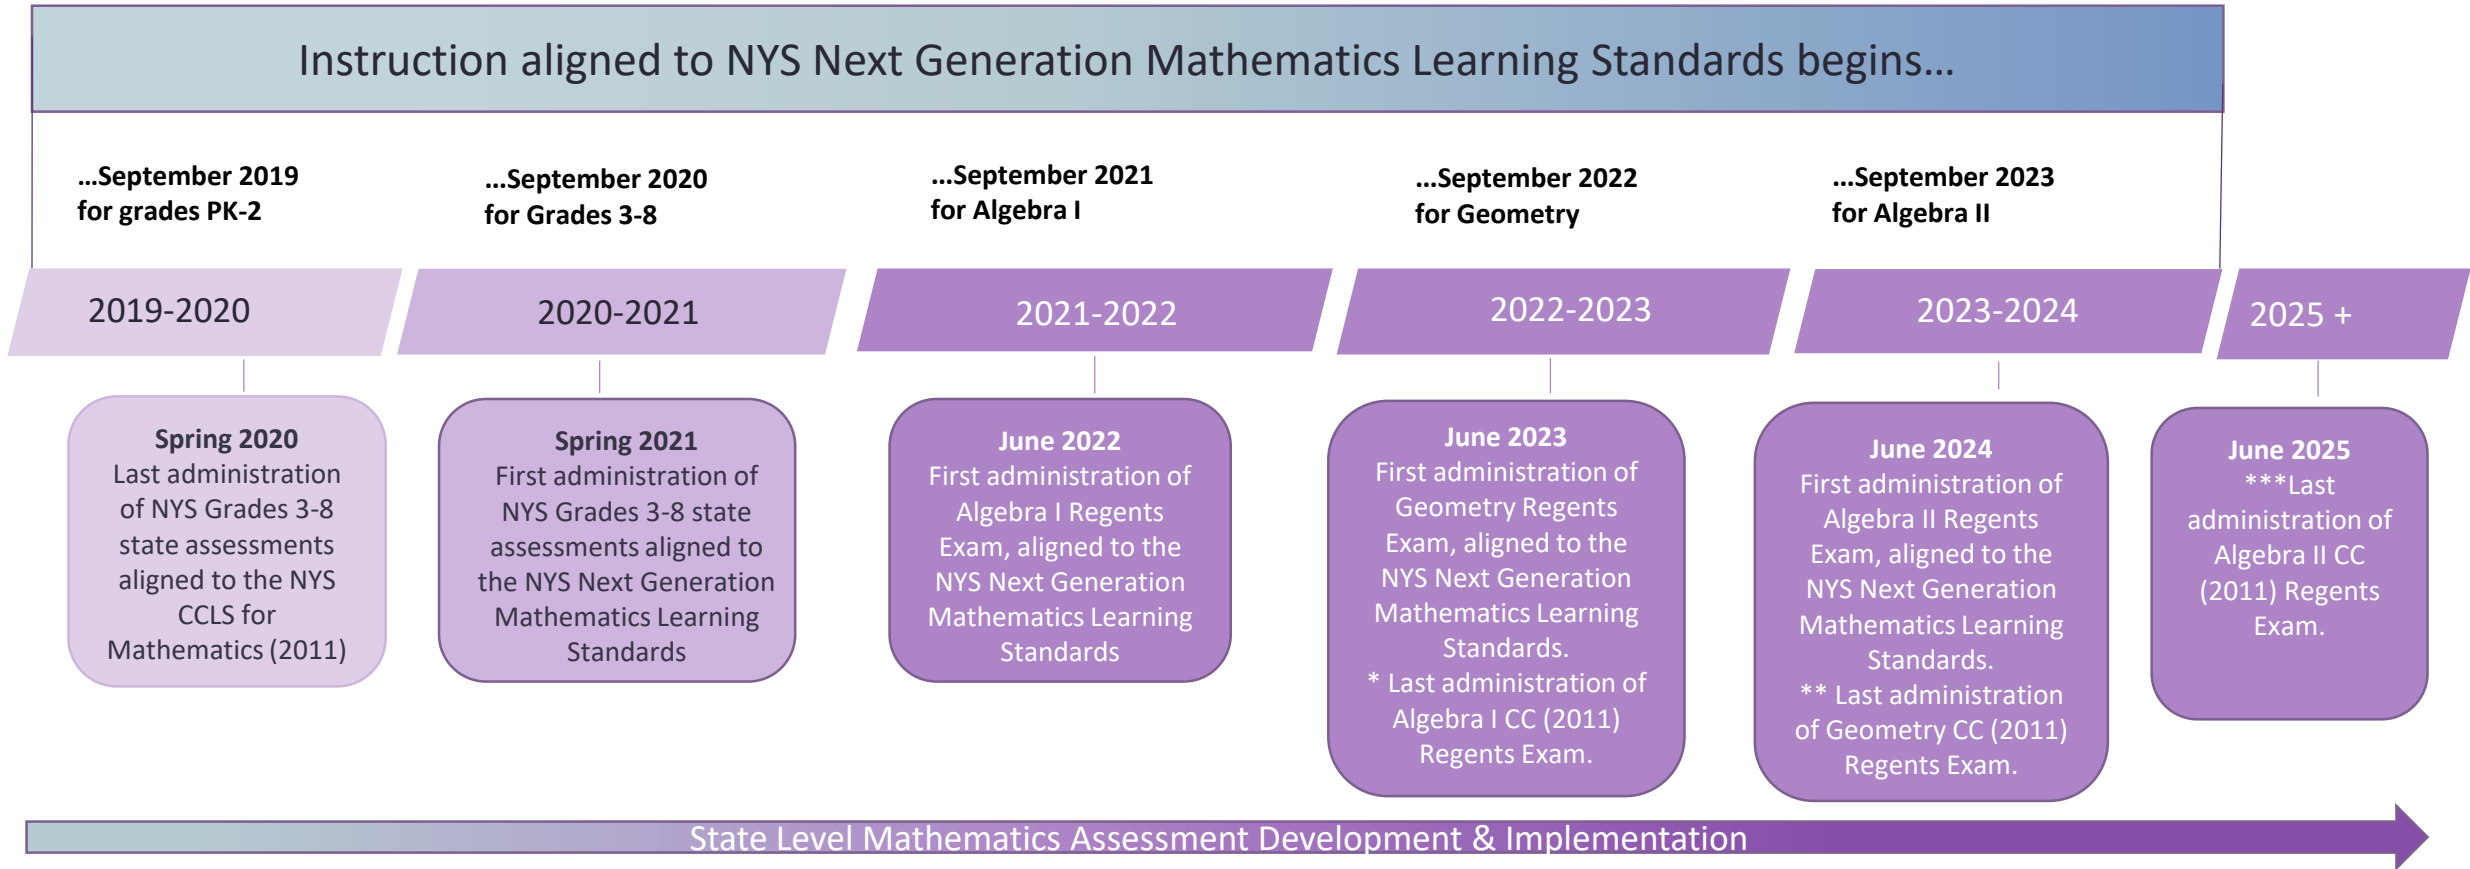 Instruction aligned to NYS Next Generation Mathematics Learning Standards begins…
…September 2019
for grades PK-2
…September 2020
for Grades 3-8
…September 2021
for Algebra I
…September 2022
for Geometry
…September 2023
for Algebra II
2019-2020
2020-2021
2021-2022
2022-2023
2023-2024
2025 +
Spring 2020
Last administration
of NYS Grades 3-8
state assessments
aligned to the NYS
CCLS for
Mathematics (2011)
Spring 2021
First administration of
NYS Grades 3-8 state
assessments aligned to
the NYS Next Generation
Mathematics Learning
Standards
June 2022
First administration of
Algebra I Regents
Exam, aligned to the
NYS Next Generation
Mathematics Learning
Standards
June 2023
First administration of
Geometry Regents
Exam, aligned to the
NYS Next Generation
Mathematics Learning
Standards.
* Last administration of
Algebra I CC (2011)
Regents Exam.
June 2024
First administration of
Algebra II Regents
Exam, aligned to the
NYS Next Generation
Mathematics Learning
Standards.
** Last administration
of Geometry CC (2011)
Regents Exam.
June 2025
***Last
administration of
Algebra II CC
(2011) Regents
Exam.
State Level Mathematics Assessment Development & Implementation